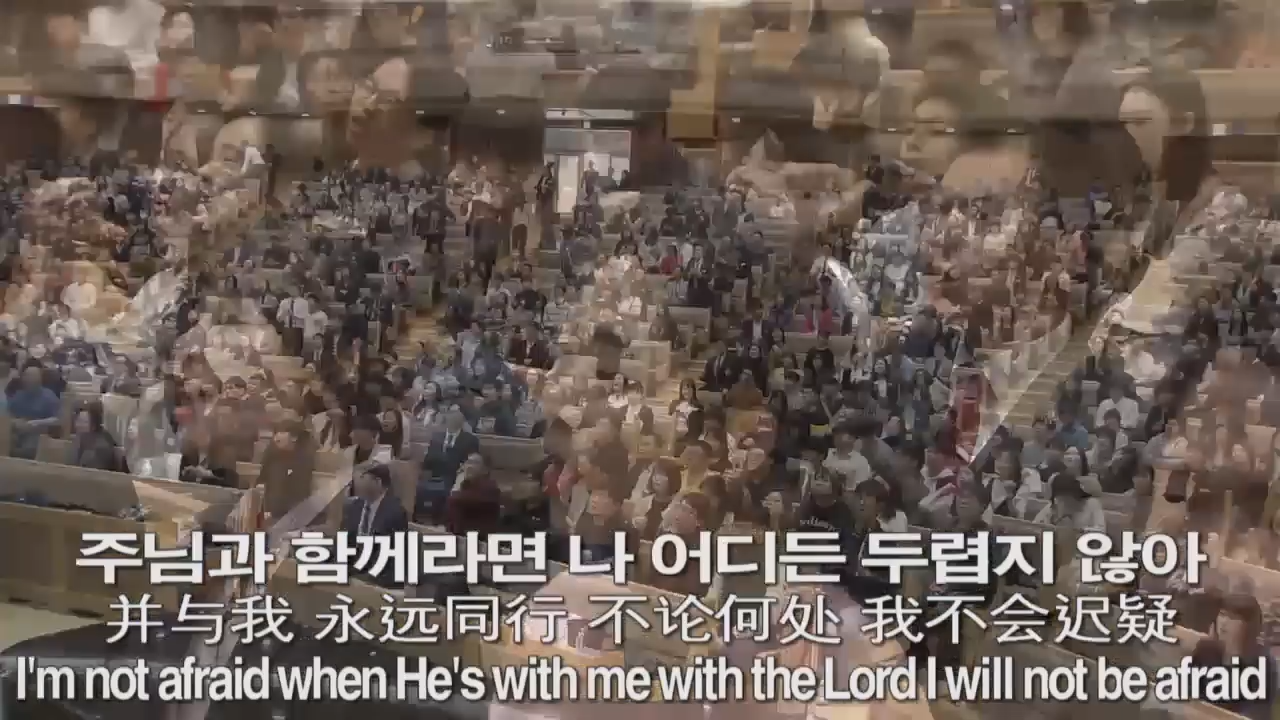 주님과 함께라면 나 어디든 두렵지 않아
并与我 永远同行 不论何处 我不会迟疑
I'm not afraid when He's with me with the Lord I will not be afraid